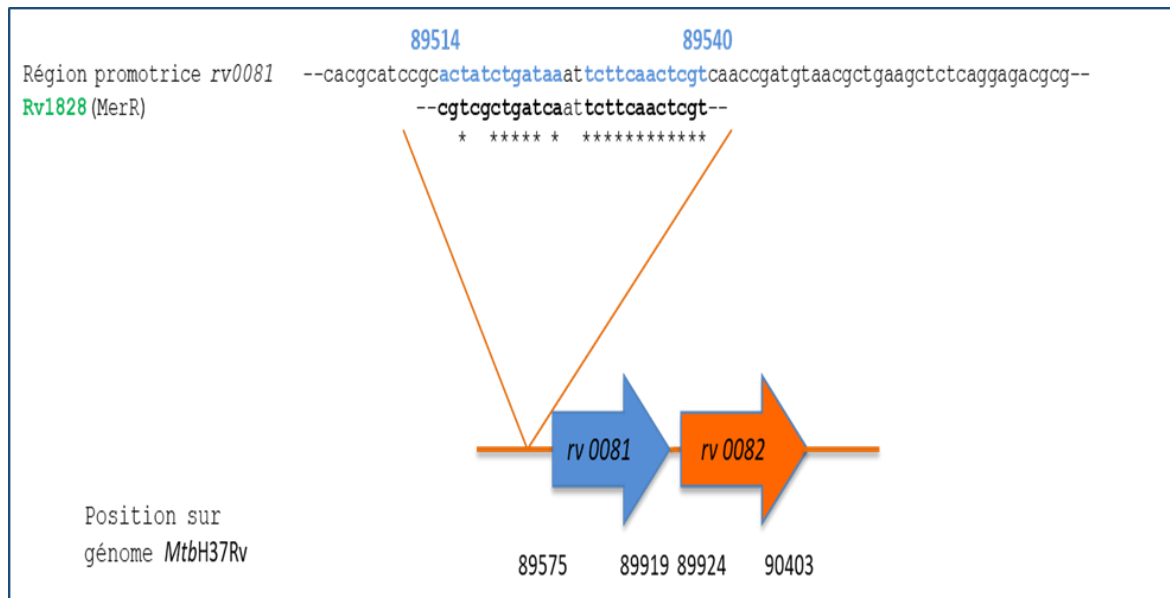 89514 89540
Région promotrice rv0081 --cacgcatccgcactatctgataaattcttcaactcgtcaaccgatgtaacgctgaagctctcaggagacgcg--
Rv1828 (MerR) --cgtcgctgatcaattcttcaactcgt--
* ***** * *************
rv 0081 rv 0082
Position sur
génome MtbH37Rv
89575 89919 89924 90403